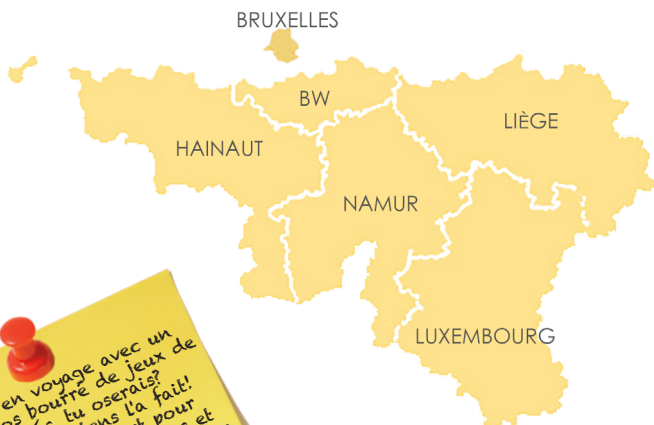 BRUXELLES
BW
LIÈGE
HAINAUT
NAMUR
LUXEMBOURG
en voyage avec un
bourré de jeux de
tu oserais?
l'a fait!
pour
et